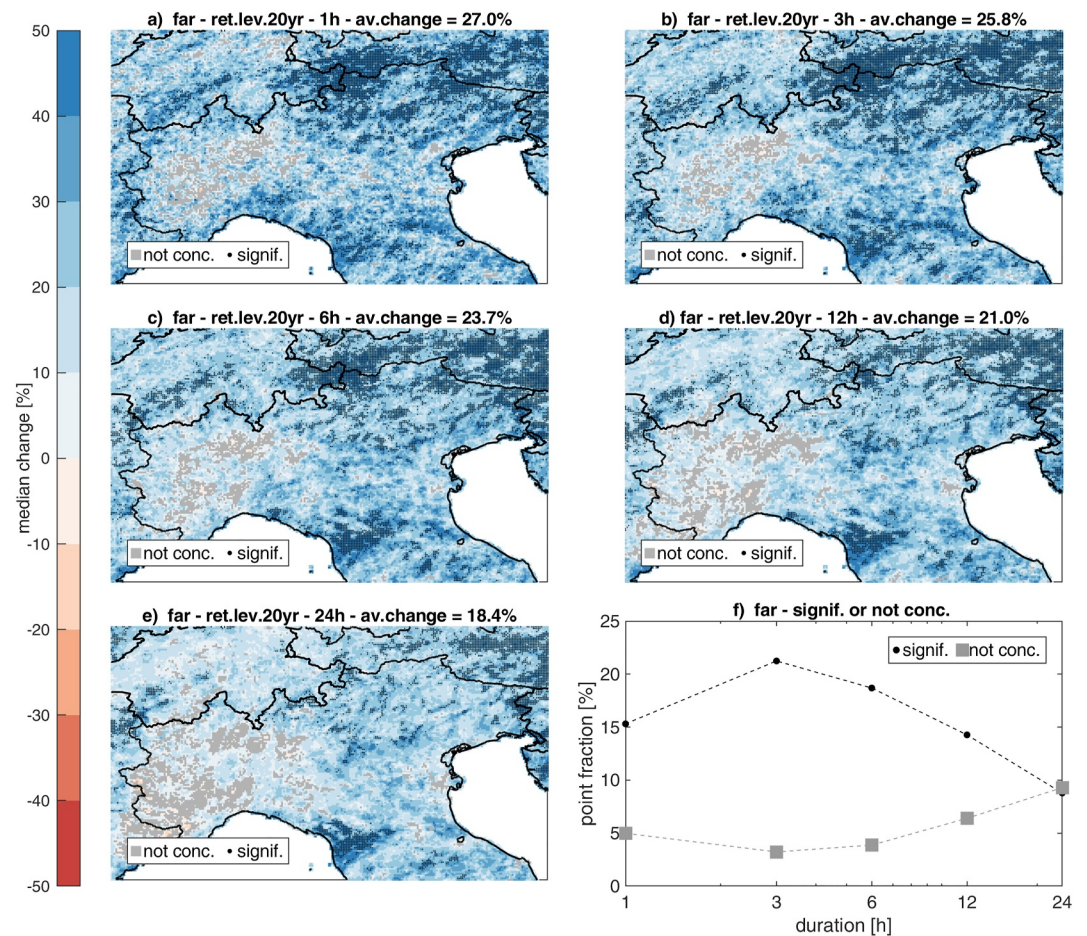 a) far - ret.lev.20yr - 1h - av.change = 27.0%
b) far - ret.lev.20yr - 3h - av.change = 25.8%
50
40
30
20
10
0
-10
-20
-30
-40
-50
median change [%]
not conc. signif.
not conc. signif.
c) far - ret.lev.20yr - 6h - av.change = 23.7%
d) far - ret.lev.20yr - 12h - av.change = 21.0%
not conc. signif.
not conc. signif.
e) far - ret.lev.20yr - 24h - av.change = 18.4%
not conc. signif.
f) far - signif. or not conc.
signif. not conc.
25
20
15
10
5
0
point fraction [%]
1 3 6 12 24
duration [h]